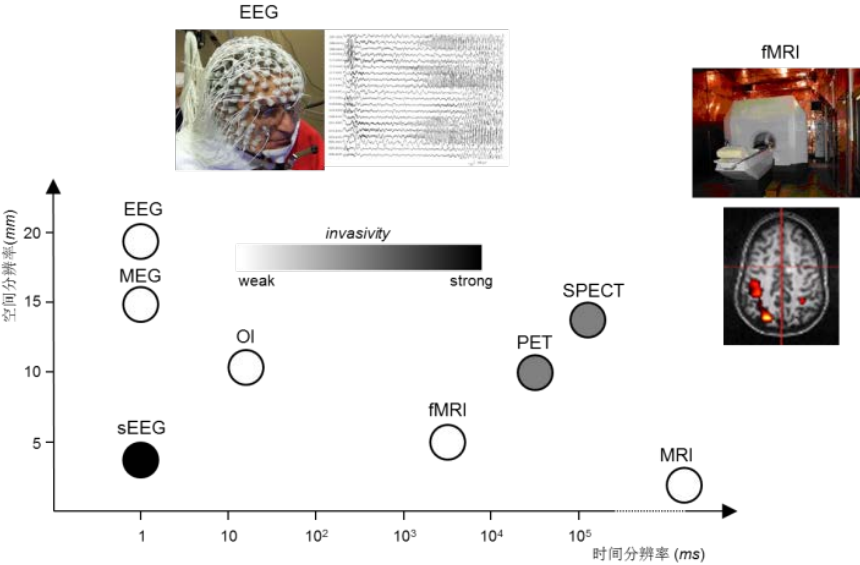 EEG
fMRI
空间分辨率(mm)
20
15
10
5
EEG
MEG
OI
sEEG
invasivity
weak
strong
SPECT
PET
fMRI
MRI
1
10
10²
10³
10⁴
10⁵
时间分辨率 (ms)